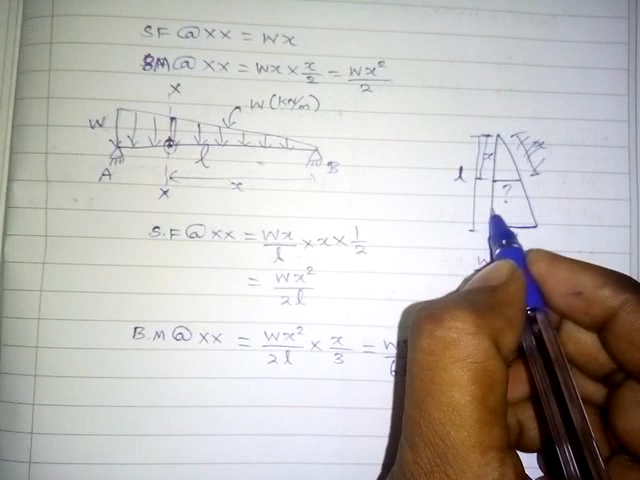 SF@XX = WX
BM@XX = WX × x/2 = WX²/2
X
W(KN/m)
W
l
A
B
x
X
x
x
l
?
S.F@XX = WX/l × x × 1/2
= WX²/2l
W
B.M@XX = WX²/2l × x/3 = W